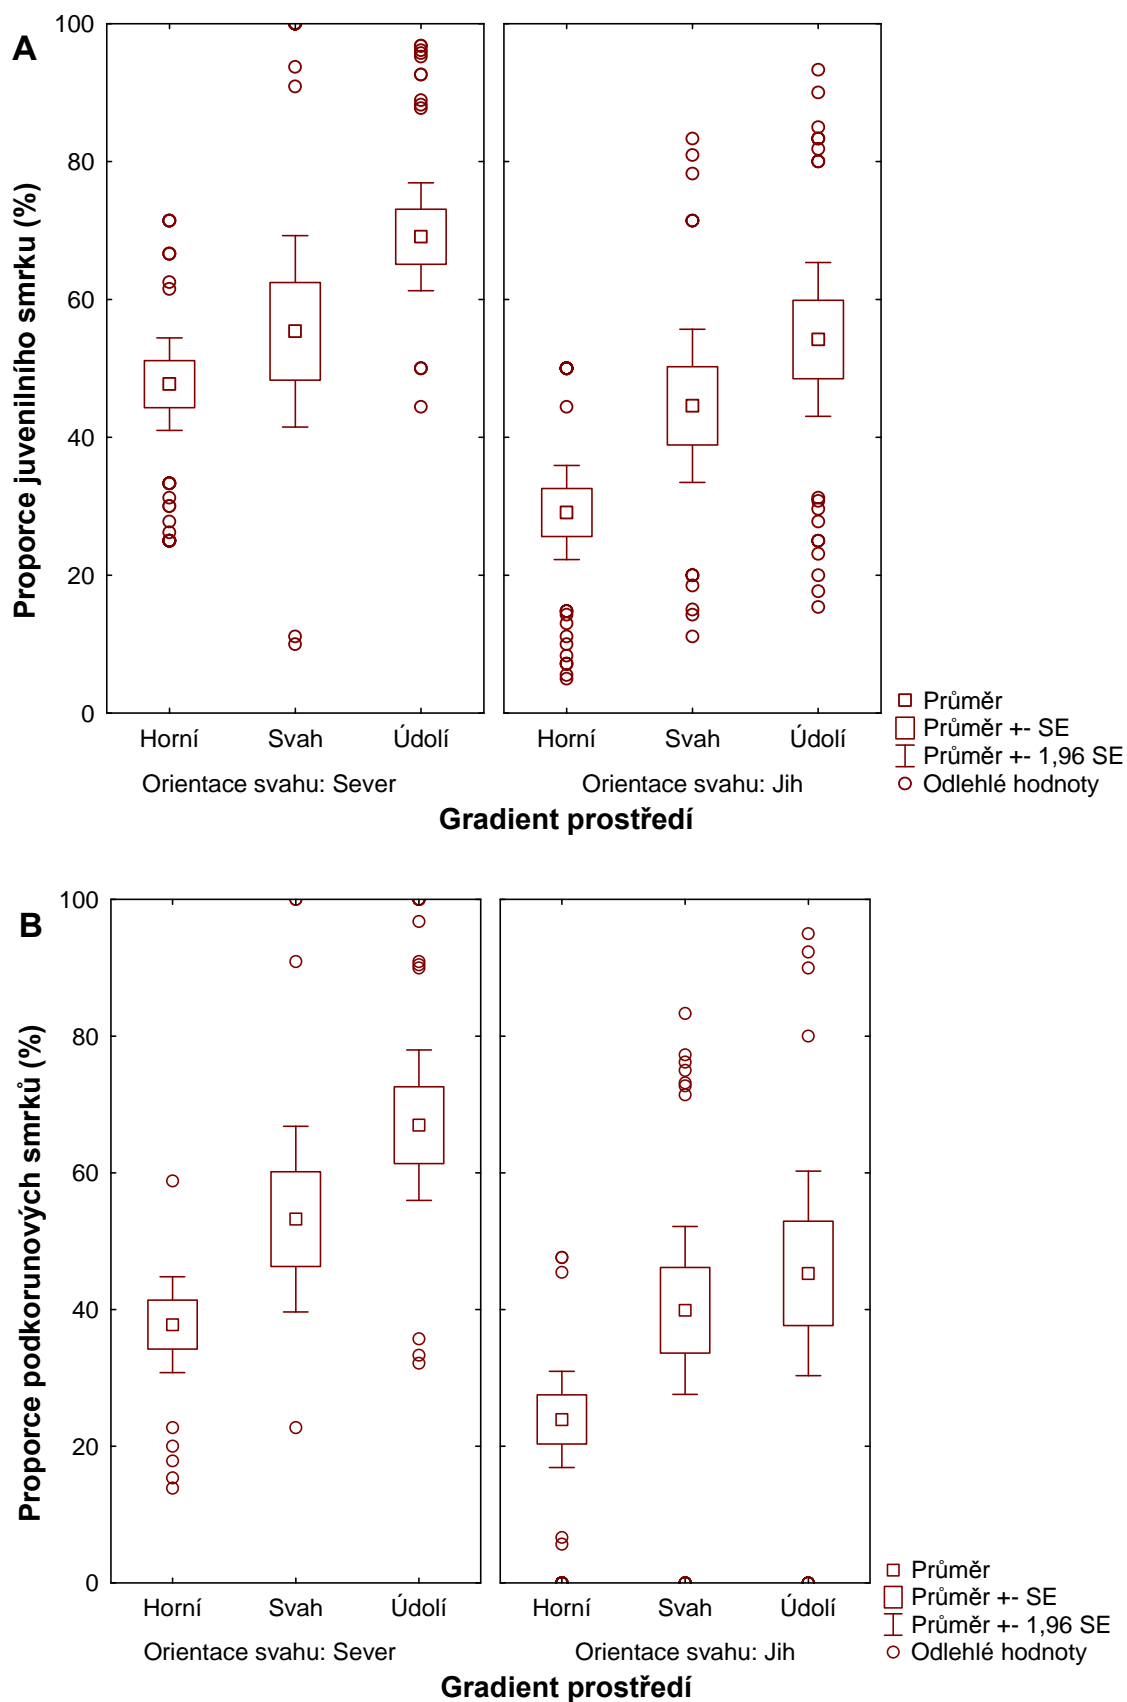 A
Proporce juvenilního smrku (%)
100
80
60
40
20
0
Horní Svah Údolí Horní Svah Údolí
Orientace svahu: Sever Orientace svahu: Jih
Gradient prostředí
Průměr
Průměr +- SE
Průměr +- 1,96 SE
Odlehlé hodnoty
B
Proporce podkorunových smrků (%)
100
80
60
40
20
0
Horní Svah Údolí Horní Svah Údolí
Orientace svahu: Sever Orientace svahu: Jih
Gradient prostředí
Průměr
Průměr +- SE
Průměr +- 1,96 SE
Odlehlé hodnoty